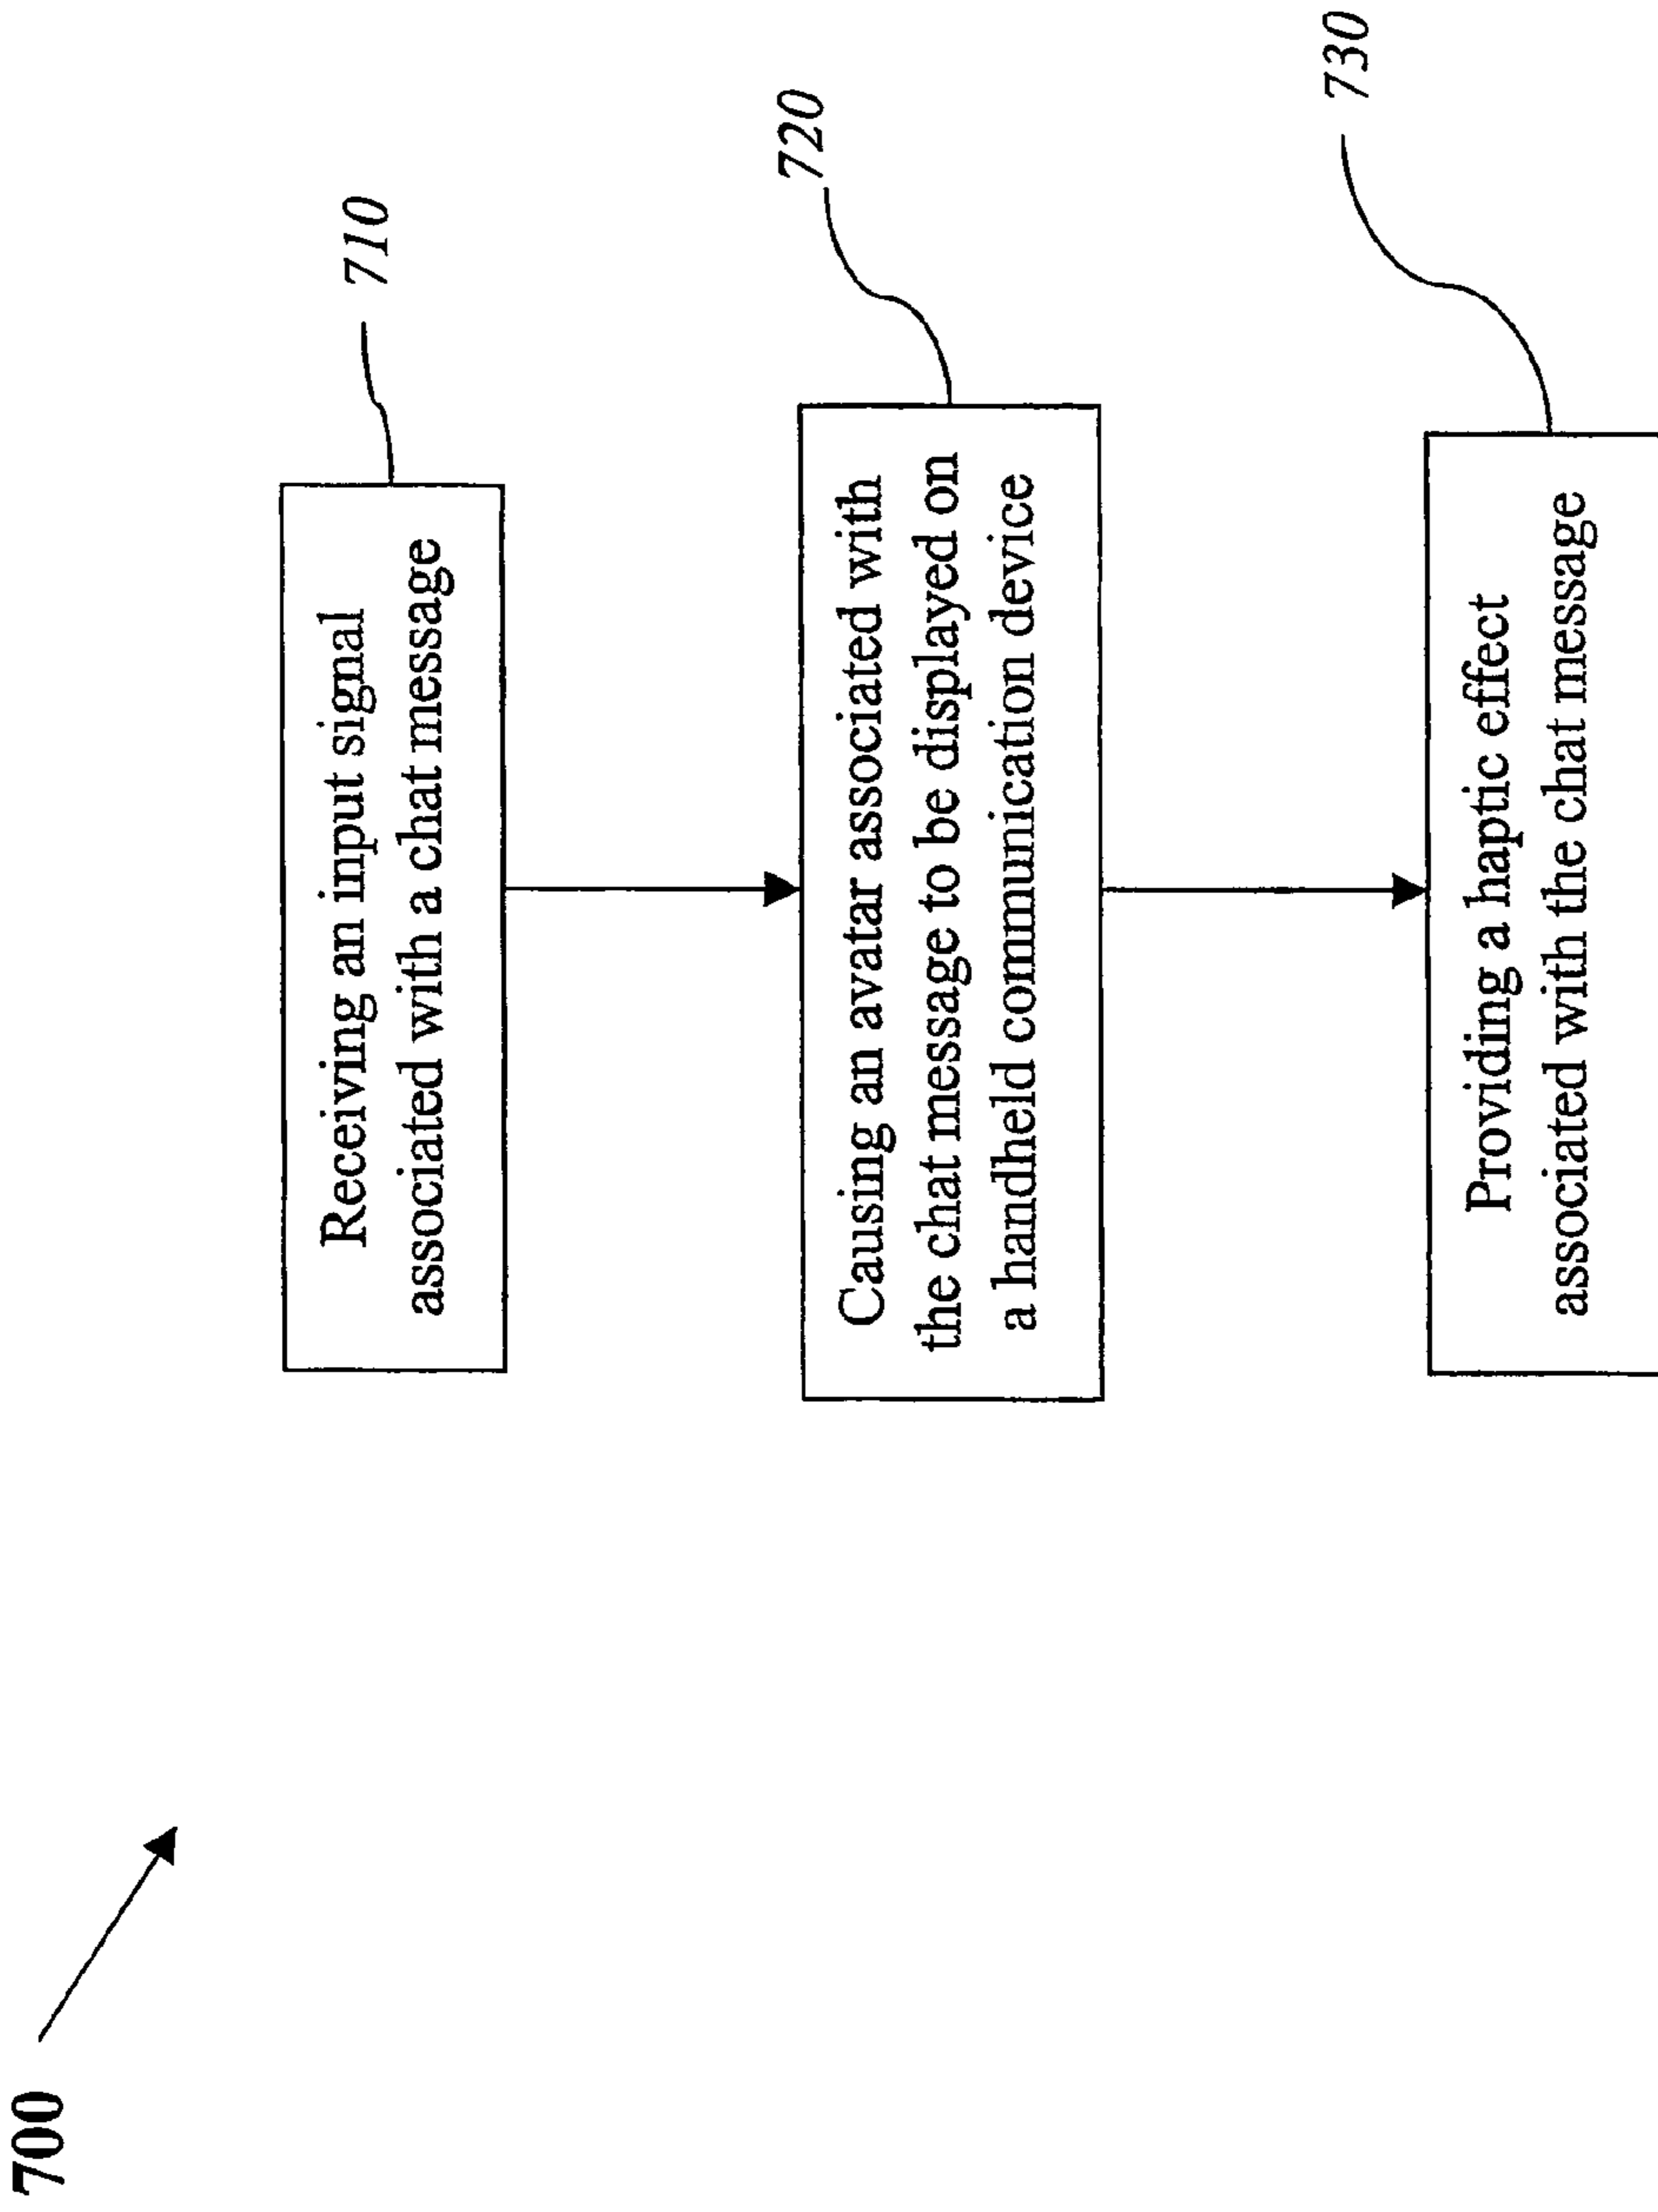 700
Receiving an input signal
associated with a chat message
710
Causing an avatar associated with
the chat message to be displayed on
a handheld communication device
720
Providing a haptic effect
associated with the chat message
730